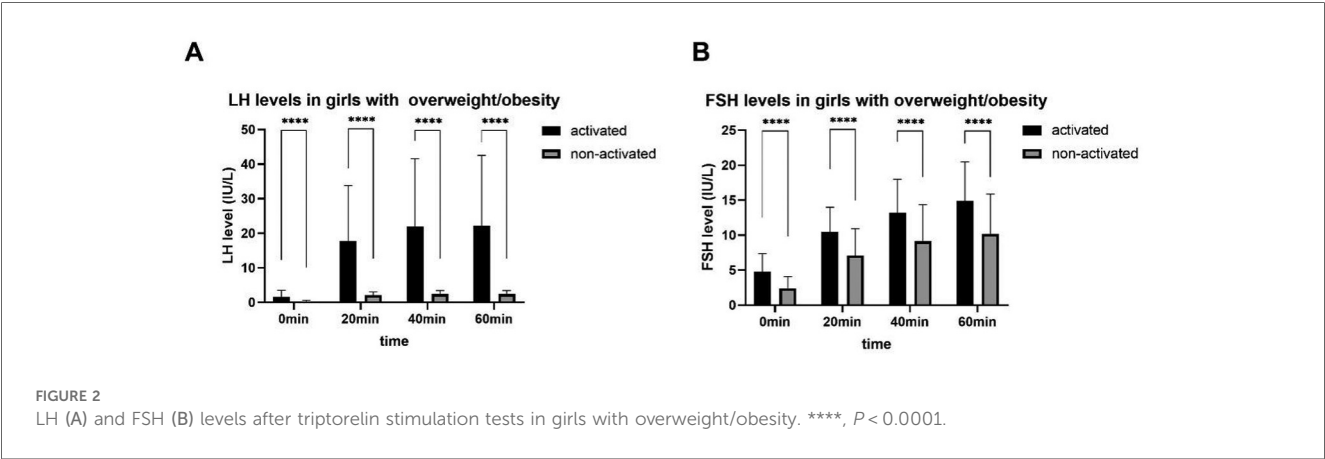 A
LH levels in girls with overweight/obesity
**** **** **** ****
activated
non-activated
LH level (IU/L)
50
40
30
20
10
0
0min 20min 40min 60min
time
B
FSH levels in girls with overweight/obesity
**** **** **** ****
activated
non-activated
FSH level (IU/L)
25
20
15
10
5
0
0min 20min 40min 60min
time
FIGURE 2
LH (A) and FSH (B) levels after triptorelin stimulation tests in girls with overweight/obesity. ****, P < 0.0001.